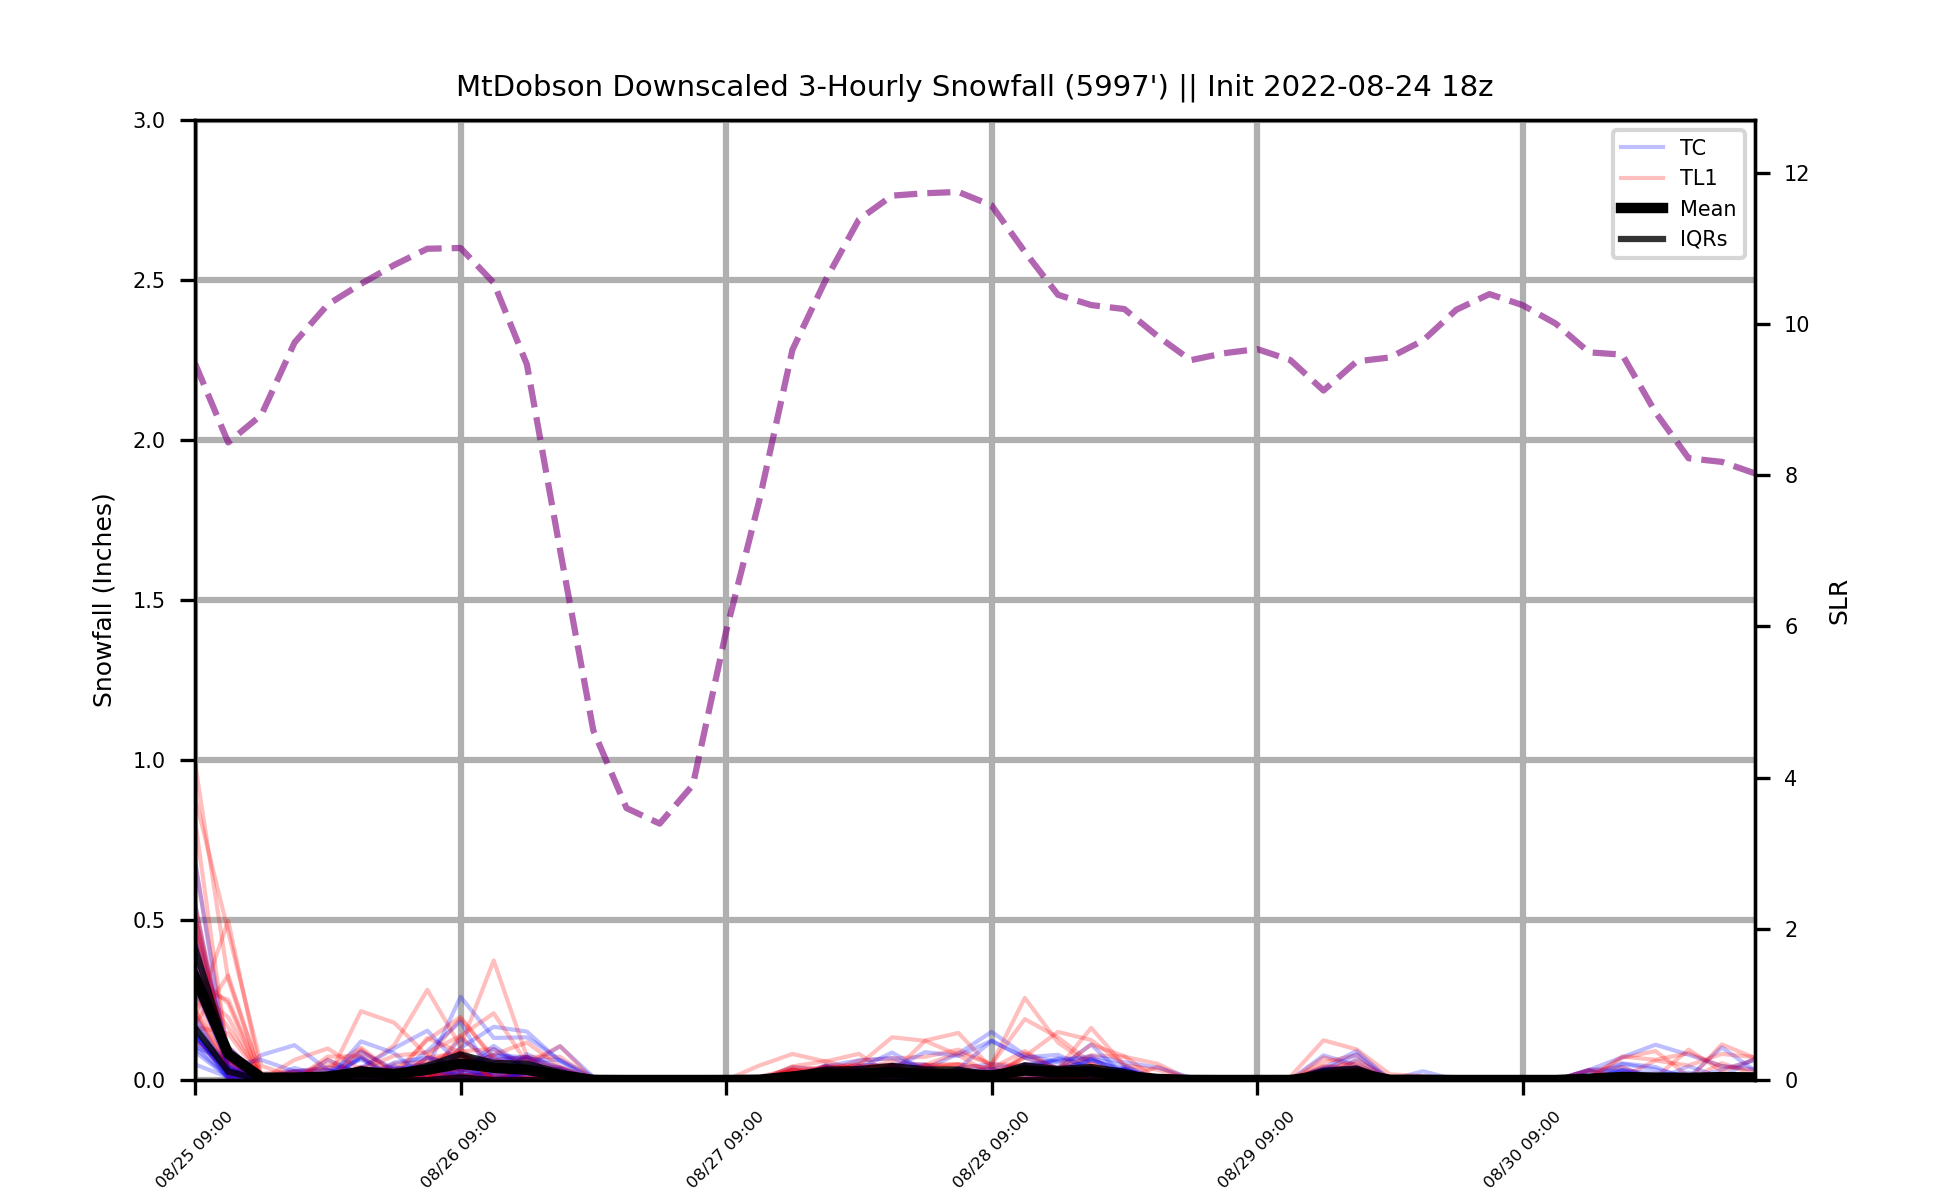 MtDobson Downscaled 3-Hourly Snowfall (5997') || Init 2022-08-24 18z
TC
TL1
Mean
IQRs
Snowfall (Inches)
3.0
2.5
2.0
1.5
1.0
0.5
0.0
12
10
8
6
4
2
0
SLR
08/25 09:00
08/26 09:00
08/27 09:00
08/28 09:00
08/29 09:00
08/30 09:00